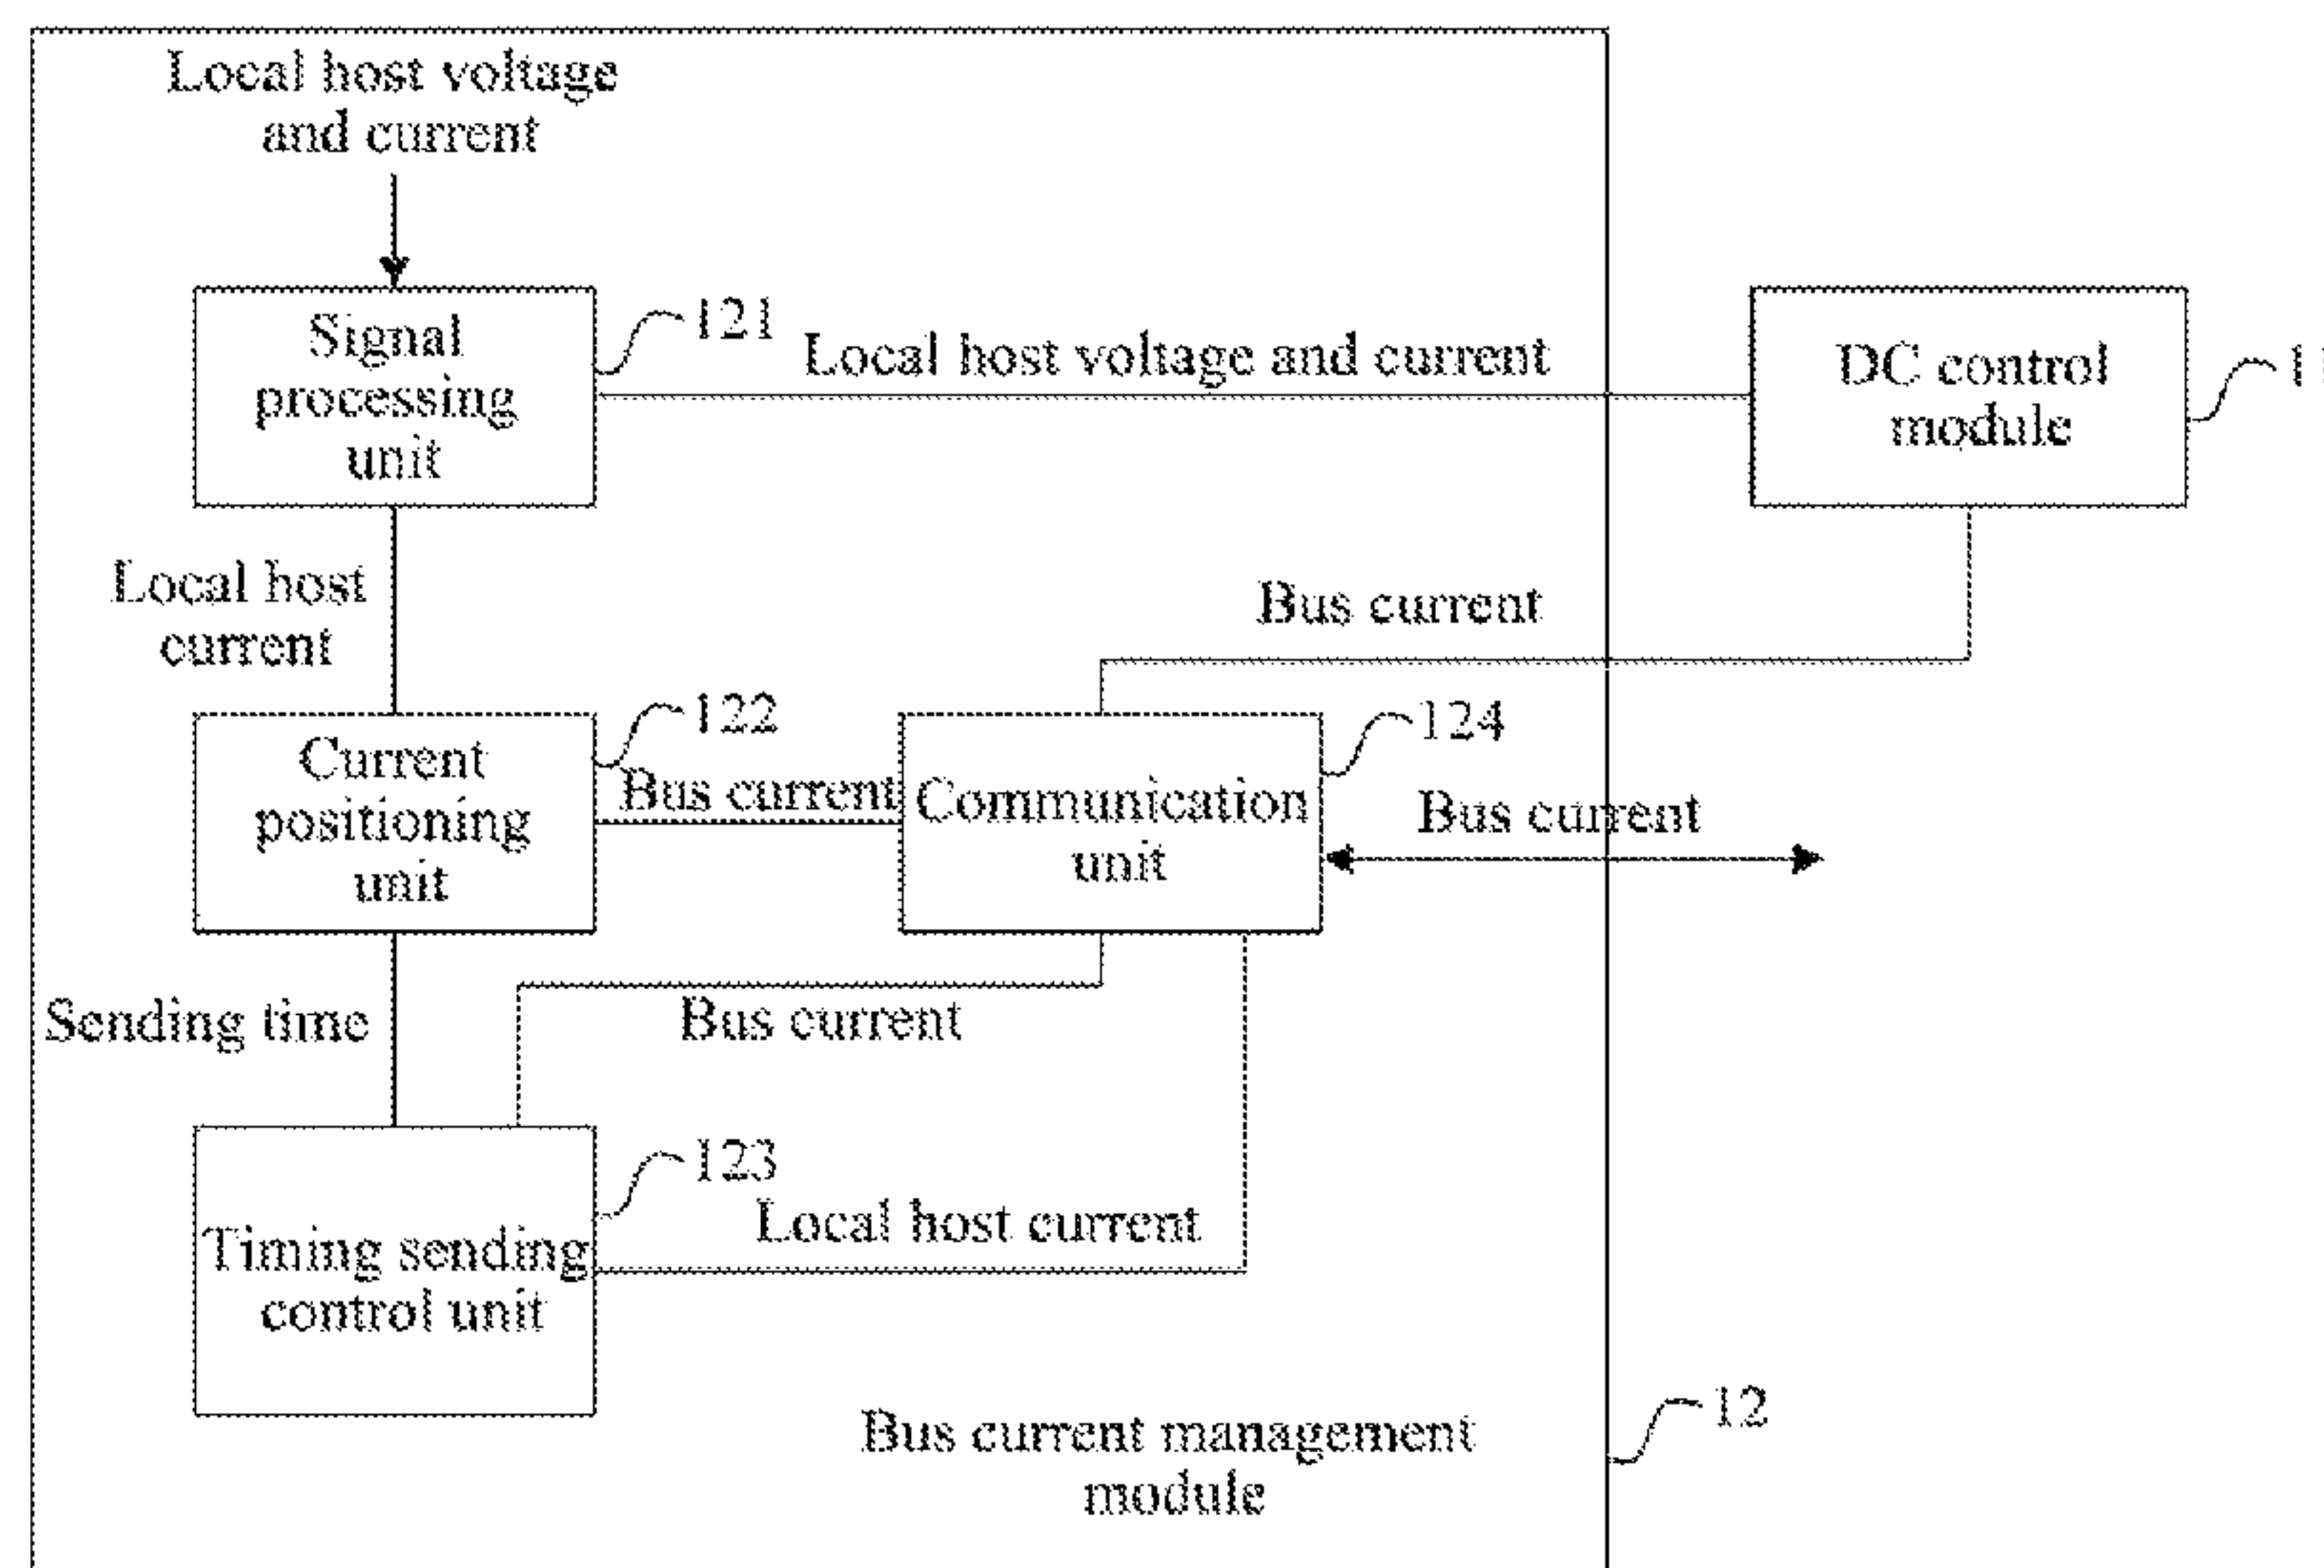 Local host voltage
and current
Signal
processing
unit
121
Local host voltage and current
DC control
module
11
Local host
current
Bus current
Current
positioning
unit
122
Bus current
Communication
unit
124
Bus current
Sending time
Bus current
Timing sending
control unit
123
Local host current
Bus current management
module
12